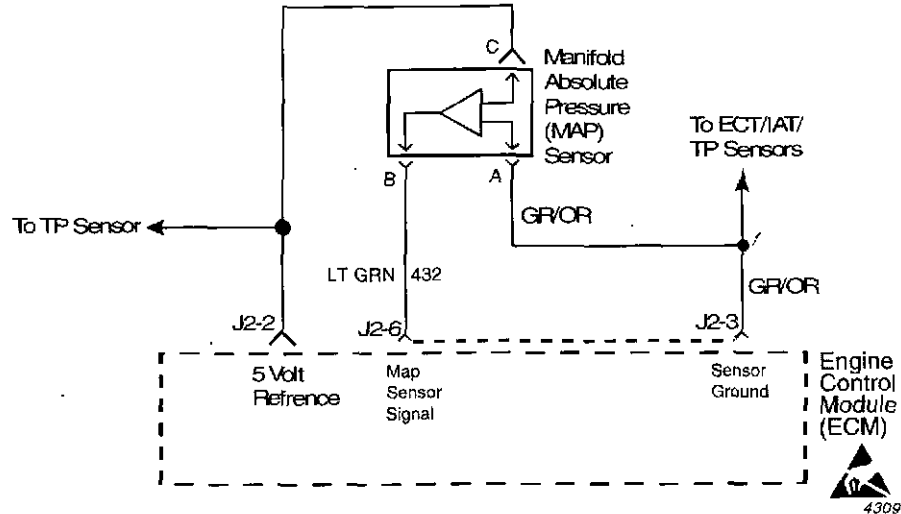 C
Manifold
Absolute
Pressure
(MAP)
Sensor
To ECT/IAT/
TP Sensors
B
A
GR/OR
To TP Sensor
LT GRN 432
GR/OR
J2-2
J2-6
J2-3
5 Volt
Refrence
Map
Sensor
Signal
Sensor
Ground
Engine
Control
Module
(ECM)
4309